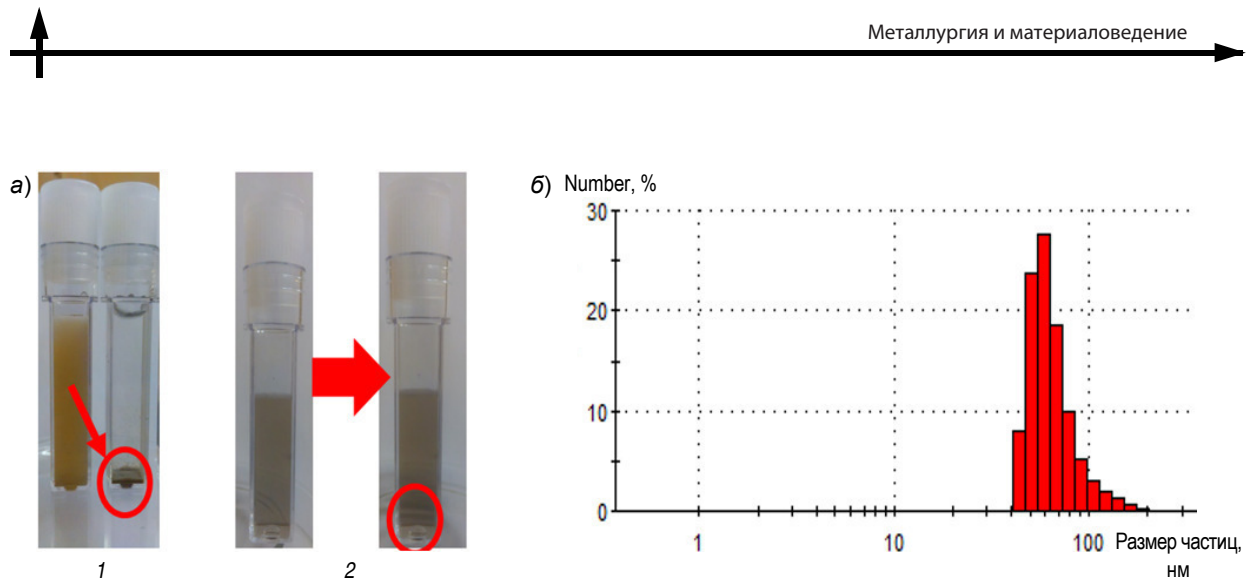 Металлургия и материаловедение
а)
б) Number, %
30
20
10
0
1 10 100 Размер частиц,
нм
1 2